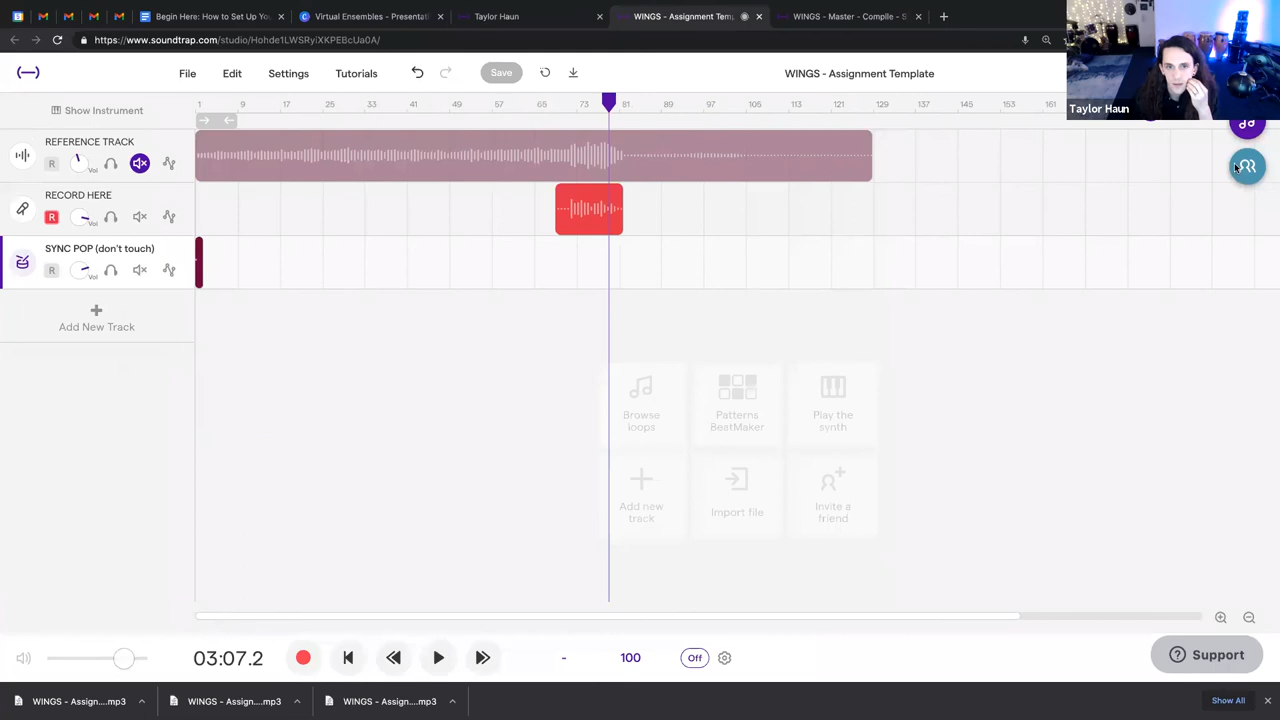 Begin Here: How to Set Up You
Virtual Ensembles - Presentati
Taylor Haun
WINGS - Assignment Temp
WINGS - Master - Compile - S
https://www.soundtrap.com/studio/Hohde1LWSRyiXKPEBcUa0A/
Taylor Haun
File
Edit
Settings
Tutorials
Save
WINGS - Assignment Template
Show Instrument
1 9 17 25 33 41 49 57 65 73 81 89 97 105 113 121 129 137 145 153 161
REFERENCE TRACK
R
Vol
RECORD HERE
R
Vol
SYNC POP (don't touch)
R
Vol
Add New Track
Browse loops
Patterns BeatMaker
Play the synth
Add new track
Import file
Invite a friend
03:07.2
-
100
Off
Support
WINGS - Assign....mp3
WINGS - Assign....mp3
WINGS - Assign....mp3
Show All